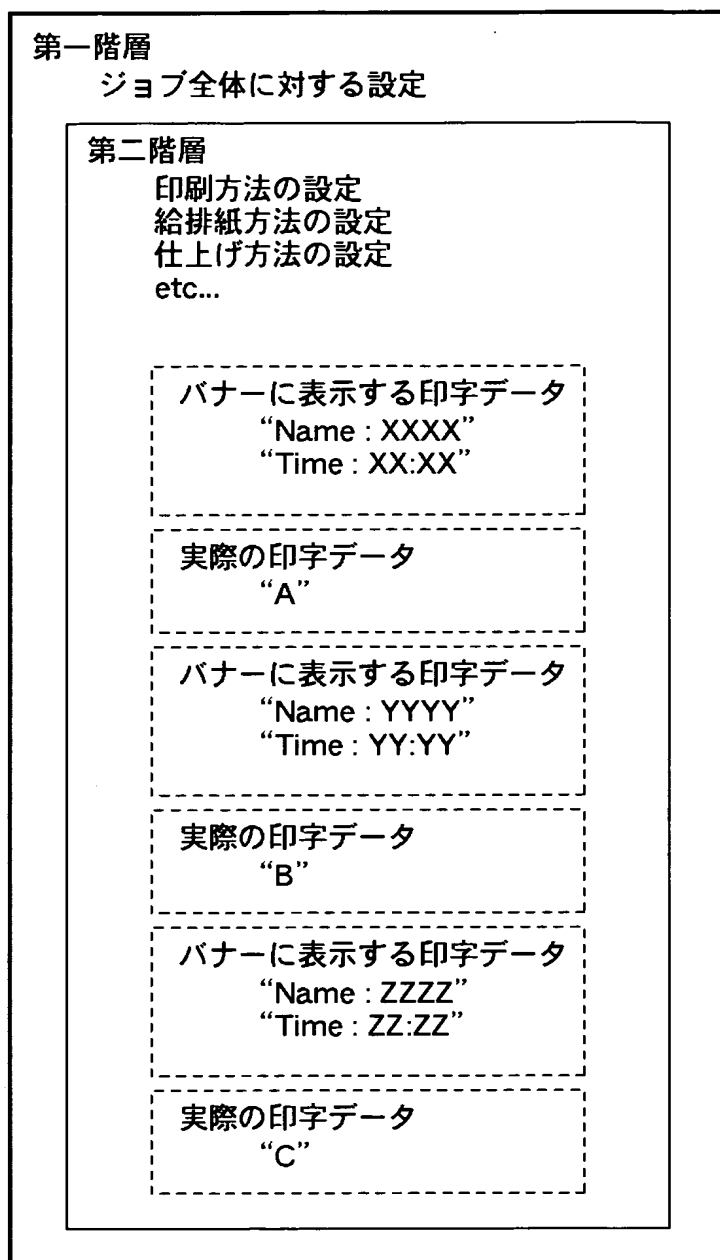 第一階層
ジョブ全体に対する設定
第二階層
印刷方法の設定
給排紙方法の設定
仕上げ方法の設定
etc...
バナーに表示する印字データ
“Name : XXXX”
“Time : XX:XX”
実際の印字データ
“A”
バナーに表示する印字データ
“Name : YYYY”
“Time : YY:YY”
実際の印字データ
“B”
バナーに表示する印字データ
“Name : ZZZZ”
“Time : ZZ:ZZ”
実際の印字データ
“C”